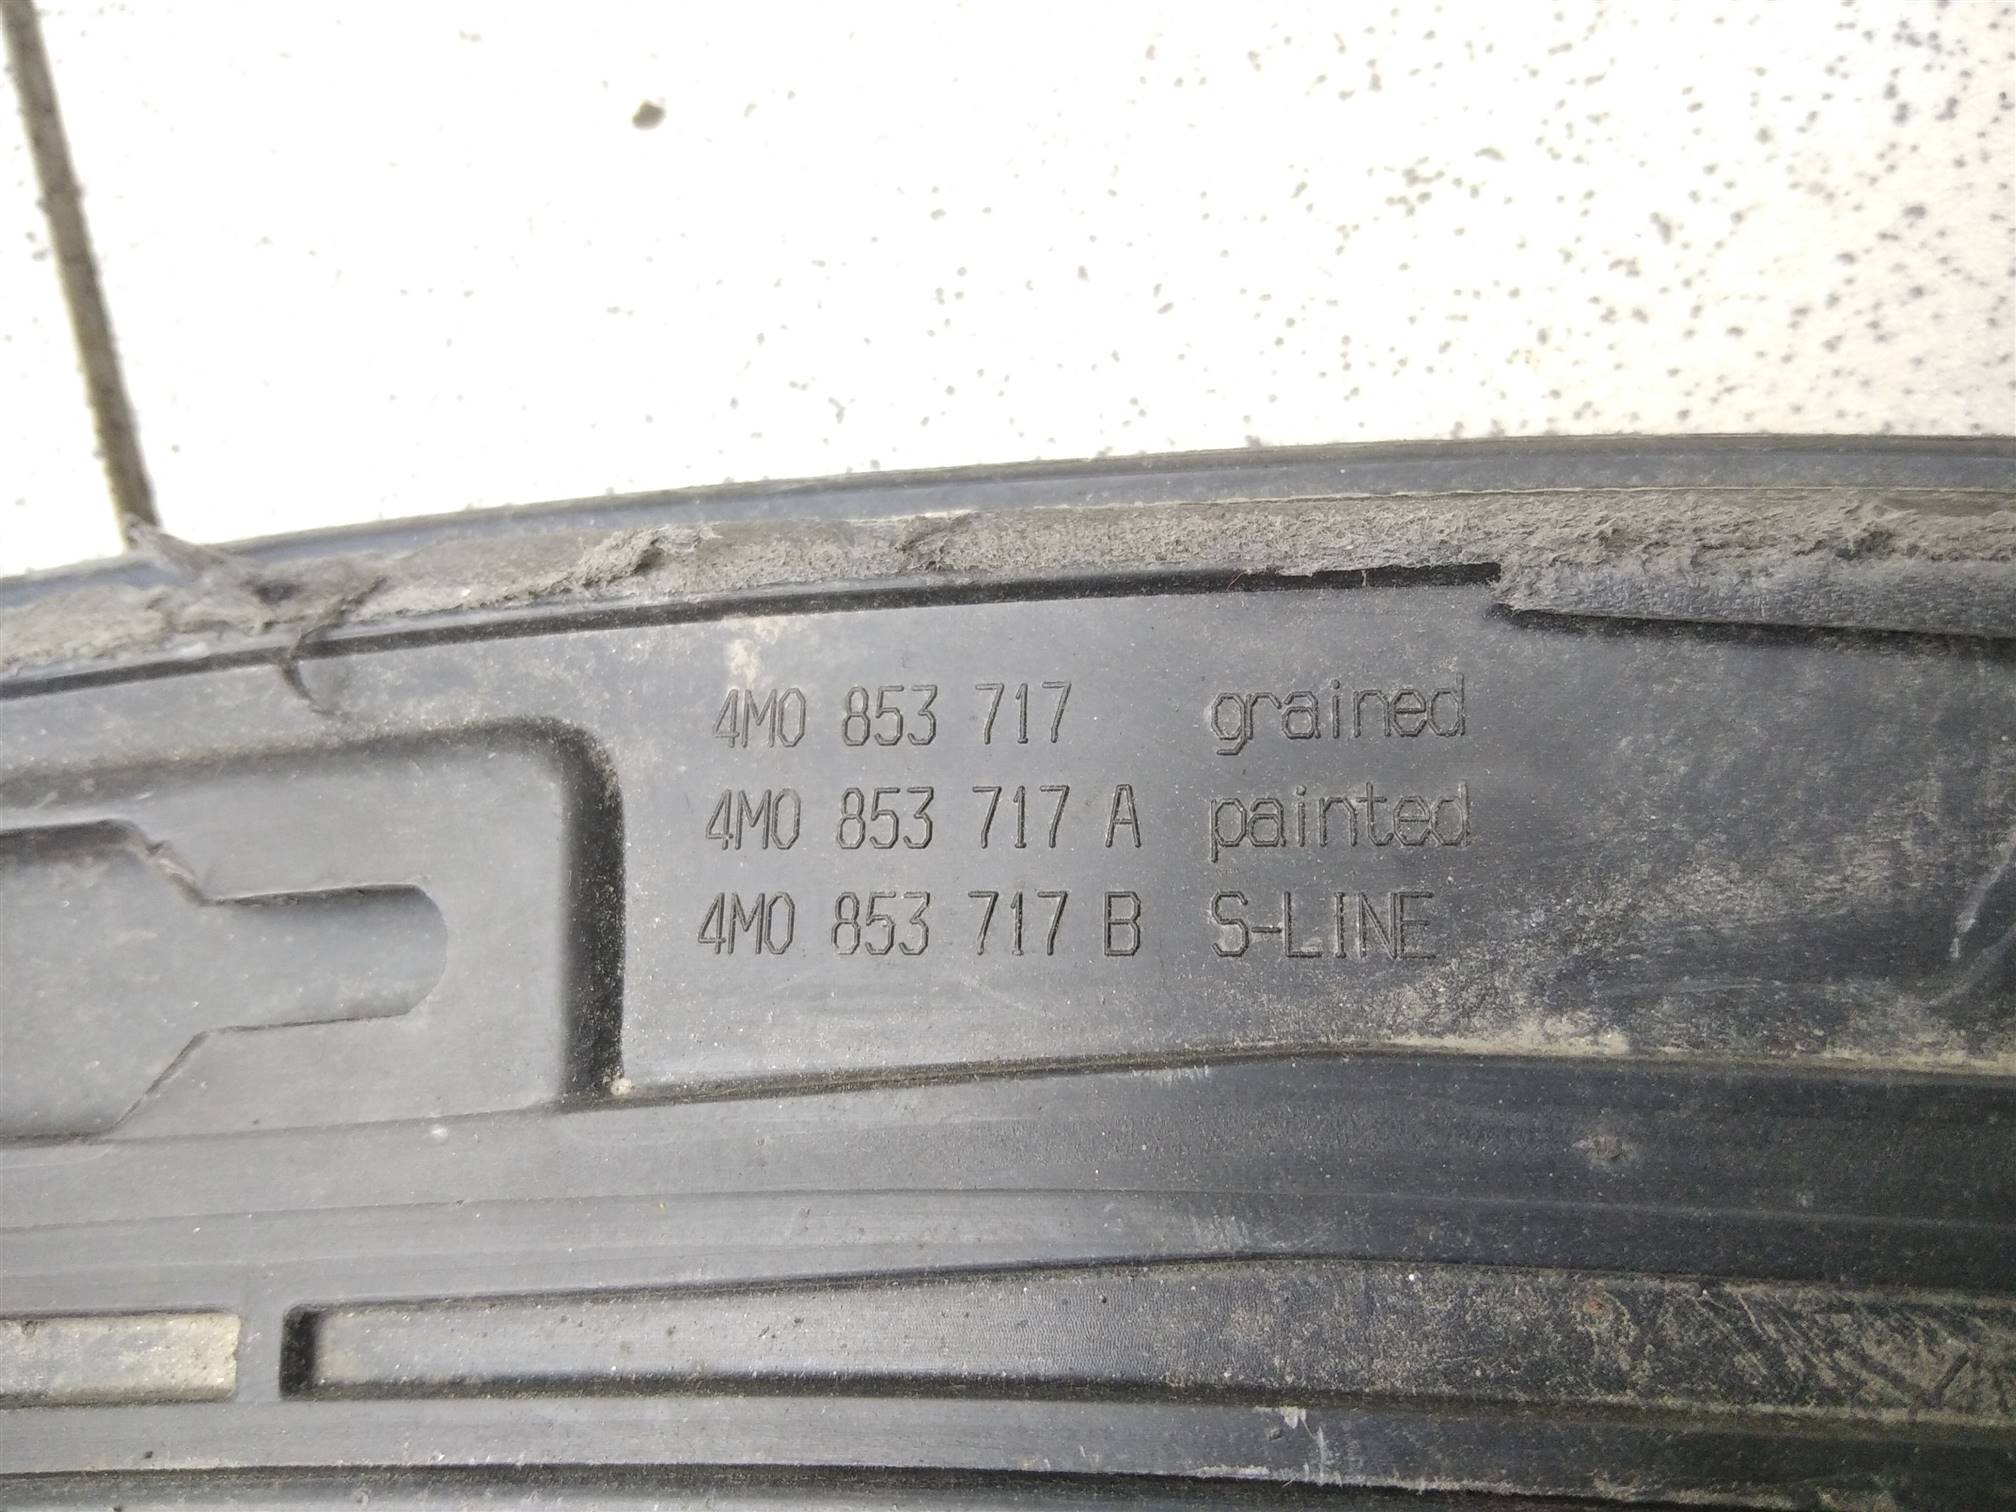 4M0 853 717 grained
4M0 853 717 A painted
4M0 853 717 B S-LINE